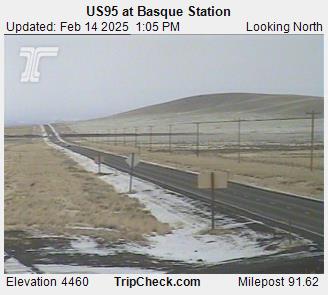 US95 at Basque Station
Updated: Feb 14 2025 1:05 PM Looking North
Elevation 4460 TripCheck.com Milepost 91.62